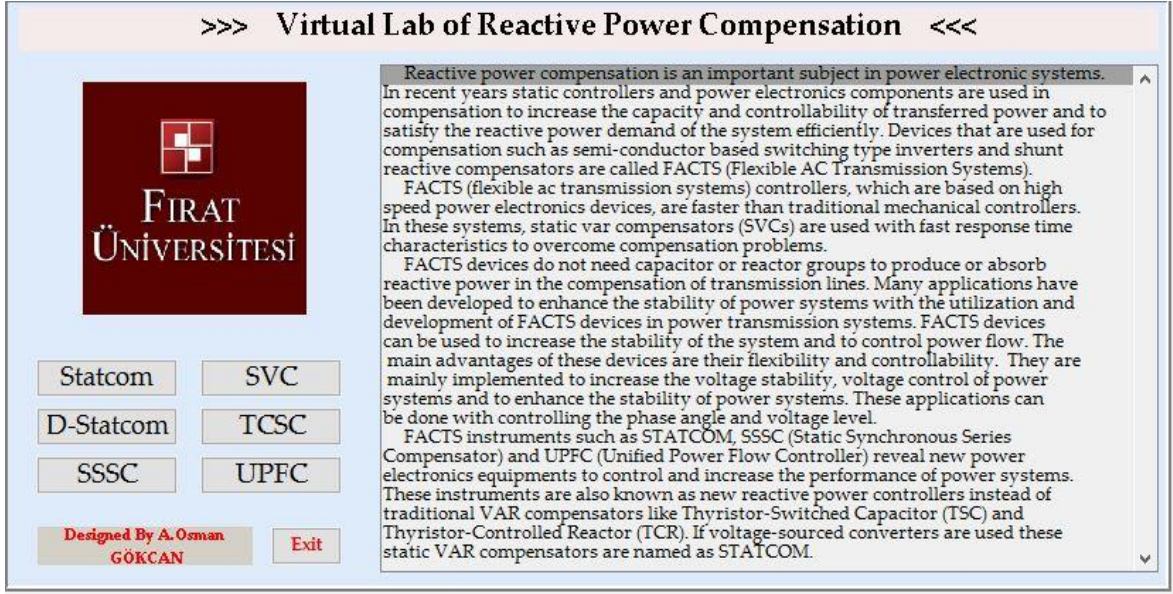 >>> Virtual Lab of Reactive Power Compensation <<<
FIRAT
ÜNİVERSİTESİ
Statcom
SVC
D-Statcom
TCSC
SSSC
UPFC
Designed By A.Osman
GÖKCAN
Exit
Reactive power compensation is an important subject in power electronic systems.
In recent years static controllers and power electronics components are used in
compensation to increase the capacity and controllability of transferred power and to
satisfy the reactive power demand of the system efficiently. Devices that are used for
compensation such as semi-conductor based switching type inverters and shunt
reactive compensators are called FACTS (Flexible AC Transmission Systems).
FACTS (flexible ac transmission systems) controllers, which are based on high
speed power electronics devices, are faster than traditional mechanical controllers.
In these systems, static var compensators (SVCs) are used with fast response time
characteristics to overcome compensation problems.
FACTS devices do not need capacitor or reactor groups to produce or absorb
reactive power in the compensation of transmission lines. Many applications have
been developed to enhance the stability of power systems with the utilization and
development of FACTS devices in power transmission systems. FACTS devices
can be used to increase the stability of the system and to control power flow. The
main advantages of these devices are their flexibility and controllability. They are
mainly implemented to increase the voltage stability, voltage control of power
systems and to enhance the stability of power systems. These applications can
be done with controlling the phase angle and voltage level.
FACTS instruments such as STATCOM, SSSC (Static Synchronous Series
Compensator) and UPFC (Unified Power Flow Controller) reveal new power
electronics equipments to control and increase the performance of power systems.
These instruments are also known as new reactive power controllers instead of
traditional VAR compensators like Thyristor-Switched Capacitor (TSC) and
Thyristor-Controlled Reactor (TCR). If voltage-sourced converters are used these
static VAR compensators are named as STATCOM.